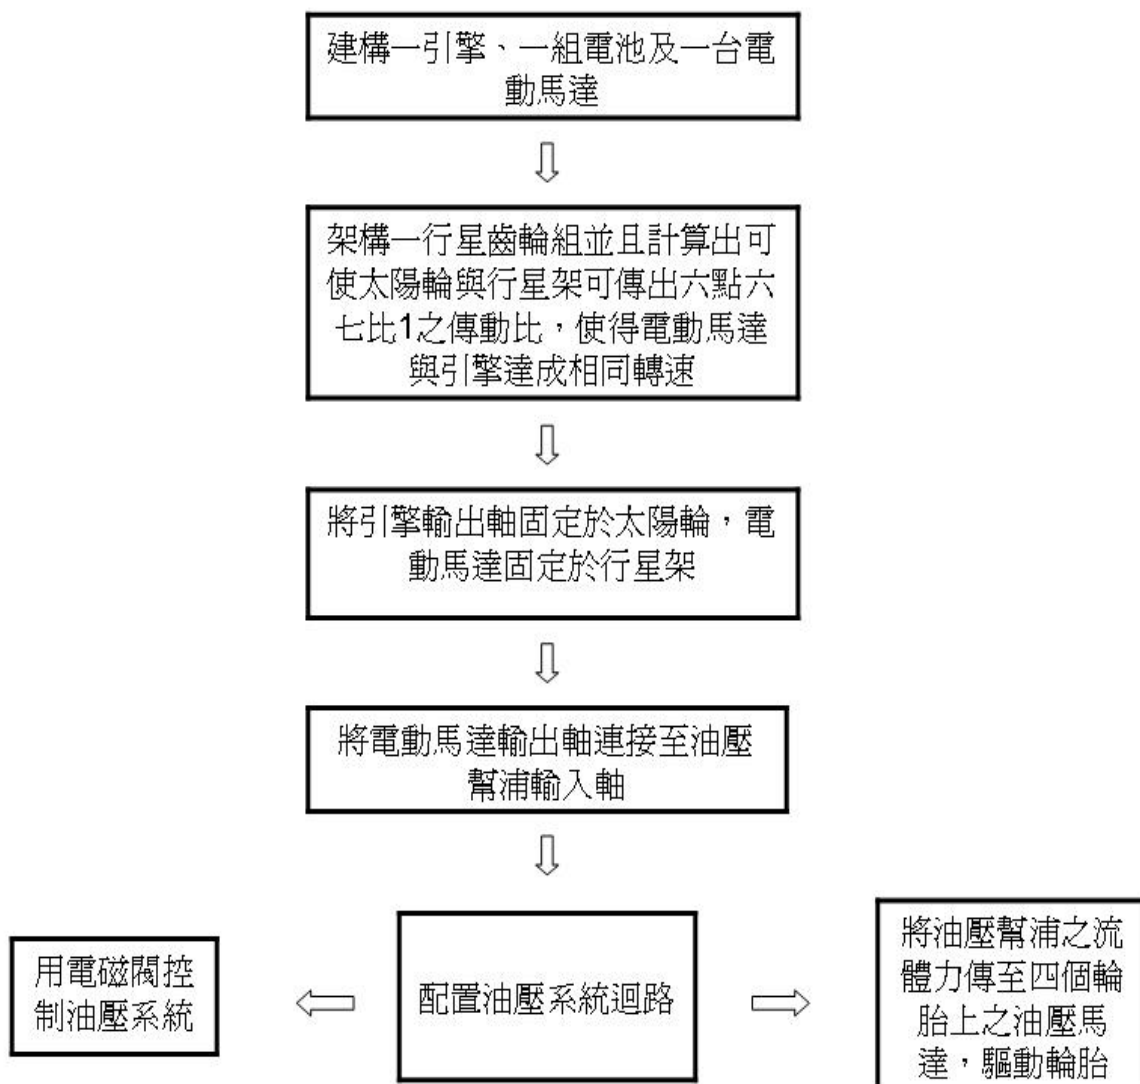 建構一引擎、一組電池及一台電
動馬達
架構一行星齒輪組並且計算出可
使太陽輪與行星架可傳出六點六
七比1之傳動比，使得電動馬達
與引擎達成相同轉速
將引擎輸出軸固定於太陽輪，電
動馬達固定於行星架
將電動馬達輸出軸連接至油壓
幫浦輸入軸
用電磁閥控
制油壓系統
配置油壓系統迴路
將油壓幫浦之流
體力傳至四個輪
胎上之油壓馬
達，驅動輪胎